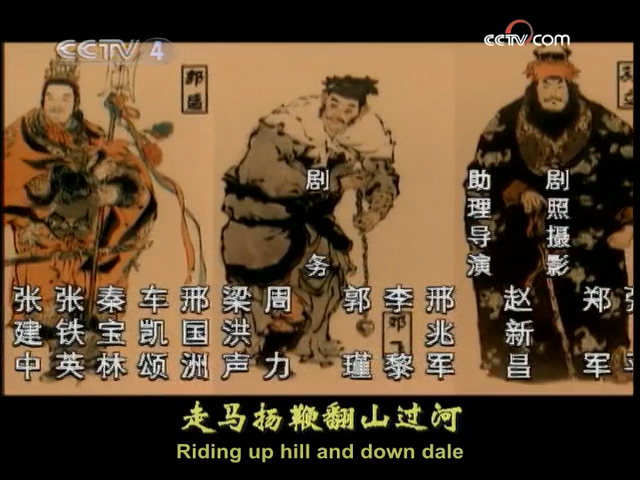 CCTV 4
CCTV.com
剧照摄影
郑军
助理导演
赵新昌
邢兆军
李黎
郭瑾
剧务
周力
梁洪声
邢国洲
车凯颂
秦宝林
张铁英
张建中
走马扬鞭翻山过河
Riding up hill and down dale